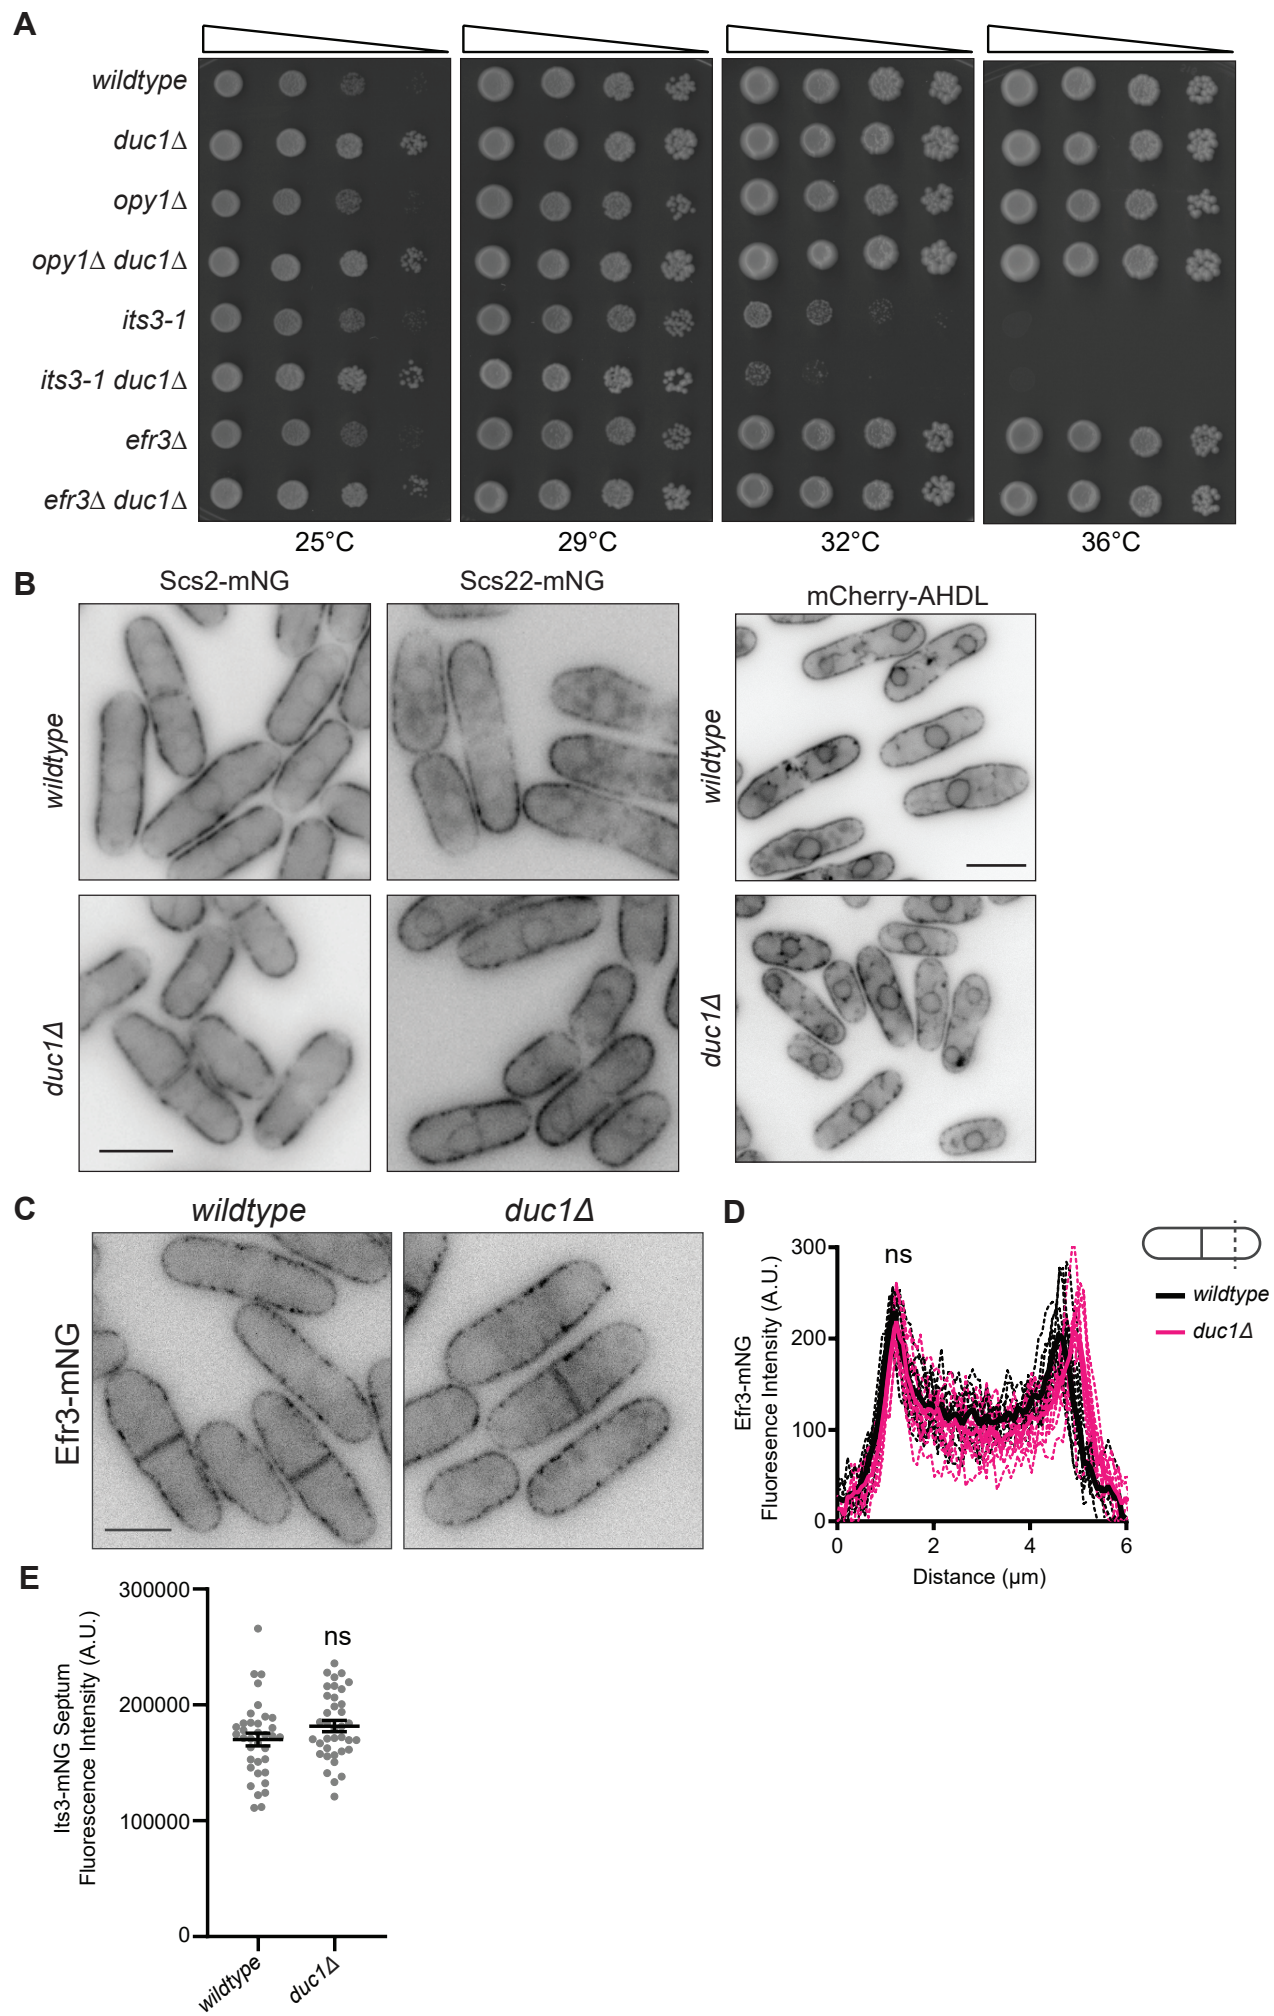 A
wildtype
duc1Δ
opy1Δ
opy1Δ duc1Δ
its3-1
its3-1 duc1Δ
efr3Δ
efr3Δ duc1Δ
25°C
29°C
32°C
36°C
B
Scs2-mNG
Scs22-mNG
mCherry-AHDL
wildtype
wildtype
duc1Δ
duc1Δ
C
wildtype
duc1Δ
Efr3-mNG
D
Efr3-mNG
Fluoresence Intensity (A.U.)
300
200
100
0
ns
0
2
4
6
Distance (µm)
wildtype
duc1Δ
E
Its3-mNG Septum
Fluorescence Intensity (A.U.)
300000
200000
100000
0
ns
wildtype
duc1Δ